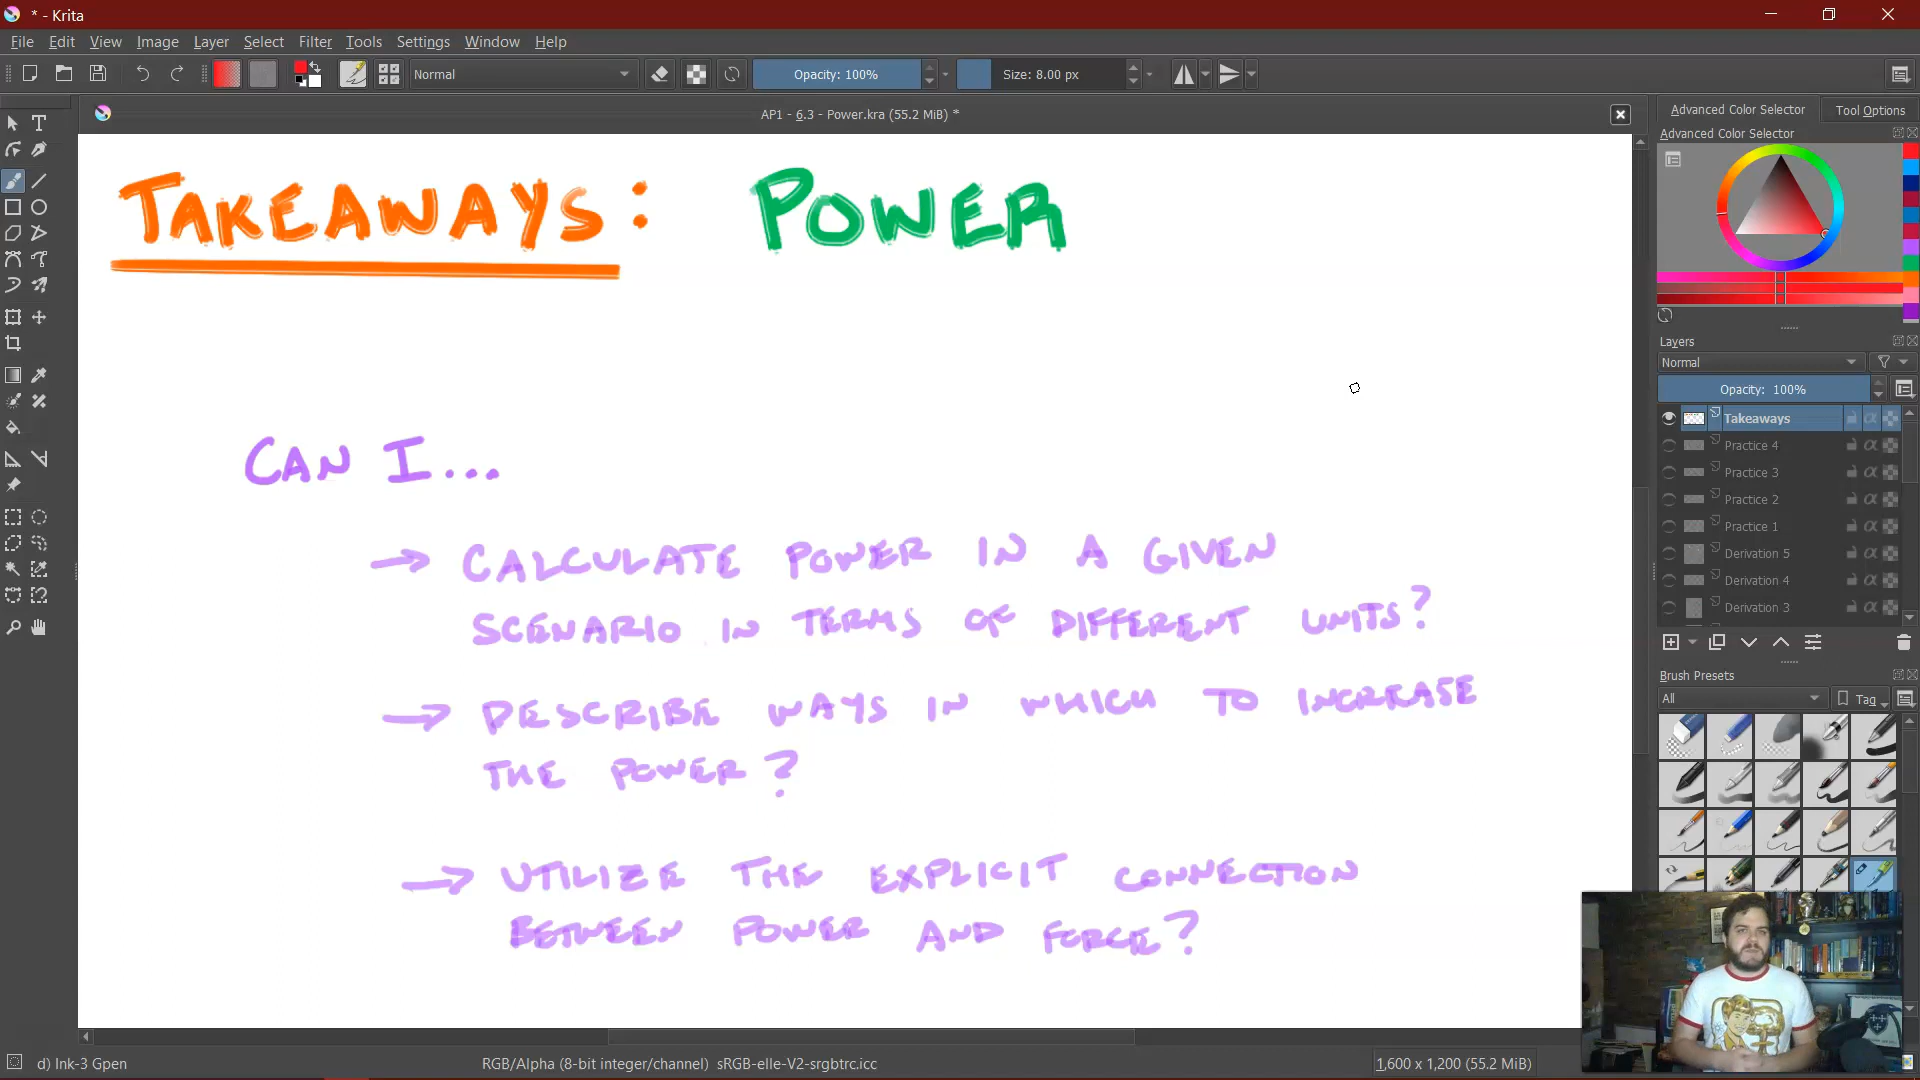 * - Krita
File Edit View Image Layer Select Filter Tools Settings Window Help
Normal Opacity: 100% Size: 8.00 px
AP1 - 6.3 - Power.kra (55.2 MiB) *
TAKEAWAYS: POWER
CAN I...
→ CALCULATE POWER IN A GIVEN
SCENARIO IN TERMS OF DIFFERENT UNITS?
→ DESCRIBE WAYS IN WHICH TO INCREASE
THE POWER?
→ UTILIZE THE EXPLICIT CONNECTION
BETWEEN POWER AND FORCE?
Advanced Color Selector Tool Options
Advanced Color Selector
Layers
Normal
Opacity: 100%
Takeaways
Practice 4
Practice 3
Practice 2
Practice 1
Derivation 5
Derivation 4
Derivation 3
Brush Presets
All Tag
d) Ink-3 Gpen RGB/Alpha (8-bit integer/channel) sRGB-elle-V2-srgbtrc.icc 1,600 x 1,200 (55.2 MiB)